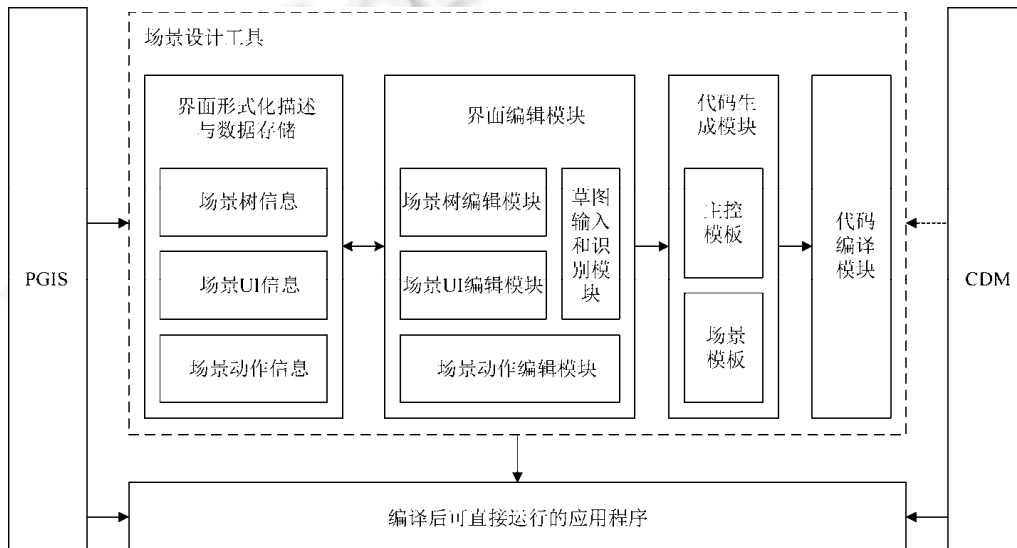 场景设计工具
PGIS
界面形式化描述
与数据存储
场景树信息
场景UI信息
场景动作信息
界面编辑模块
场景树编辑模块
场景UI编辑模块
草图
输入
和识
别模
块
场景动作编辑模块
代码生
成模块
主控
模板
场景
模板
代码
编译
模块
CDM
编译后可直接运行的应用程序